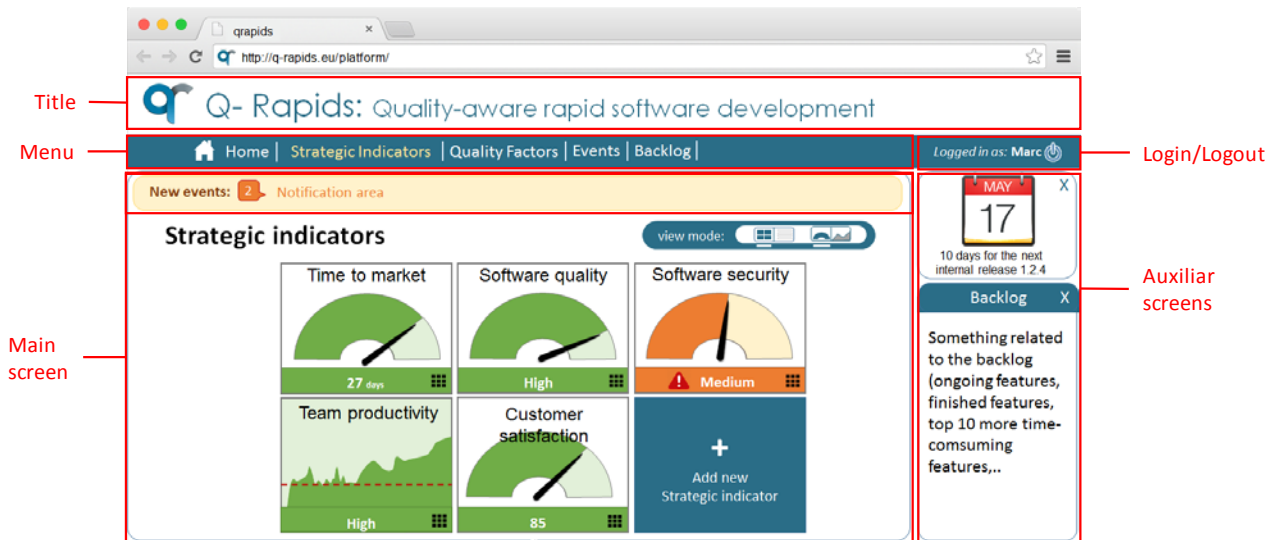 qrapids ×
http://q-rapids.eu/platform/
Title
qr Q- Rapids: Quality-aware rapid software development
Menu
Home | Strategic Indicators | Quality Factors | Events | Backlog |
Logged in as: Marc
Login/Logout
New events: 2 Notification area
MAY X
17
10 days for the next
internal release 1.2.4
Strategic indicators
view mode:
Auxiliar
screens
Backlog X
Something related
to the backlog
(ongoing features,
finished features,
top 10 more time-
comsuming
features,..
Main
screen
Time to market
27 days
Software quality
High
Software security
Medium
Team productivity
High
Customer
satisfaction
85
+
Add new
Strategic indicator